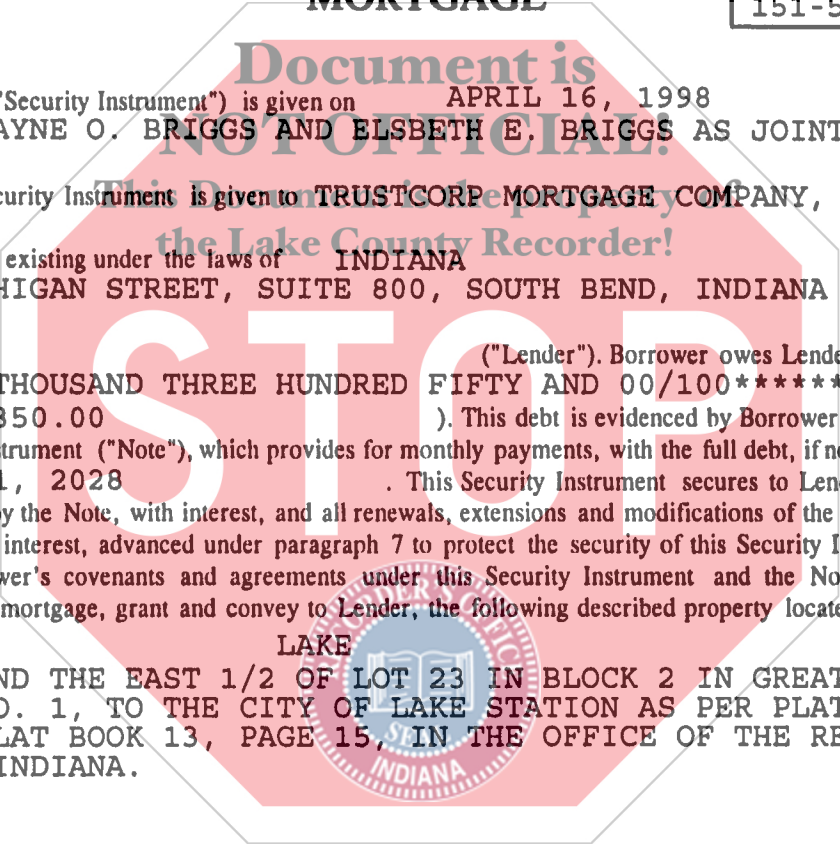 MORTGAGE
151-5
Document is
"Security Instrument") is given on APRIL 16, 1998
AYNE O. BRIGGS AND ELSBETH E. BRIGGS AS JOINT
NOT OFFICIAL!
curity Instrument is given to TRUSTCORP MORTGAGE COMPANY,
This Document is the property of
the Lake County Recorder!
existing under the laws of INDIANA
HIGAN STREET, SUITE 800, SOUTH BEND, INDIANA
STOP
("Lender"). Borrower owes Lende
THOUSAND THREE HUNDRED FIFTY AND 00/100******
350.00 ). This debt is evidenced by Borrower
trument ("Note"), which provides for monthly payments, with the full debt, if no
1, 2028 . This Security Instrument secures to Lend
by the Note, with interest, and all renewals, extensions and modifications of the
interest, advanced under paragraph 7 to protect the security of this Security I
wer's covenants and agreements under this Security Instrument and the No
mortgage, grant and convey to Lender, the following described property locate
LAKE
RECORDER'S OFFICE
ND THE EAST 1/2 OF LOT 23 IN BLOCK 2 IN GREAT
O. 1, TO THE CITY OF LAKE STATION AS PER PLAT
LAT BOOK 13, PAGE 15, IN THE OFFICE OF THE RE
SEAL
INDIANA.
INDIANA